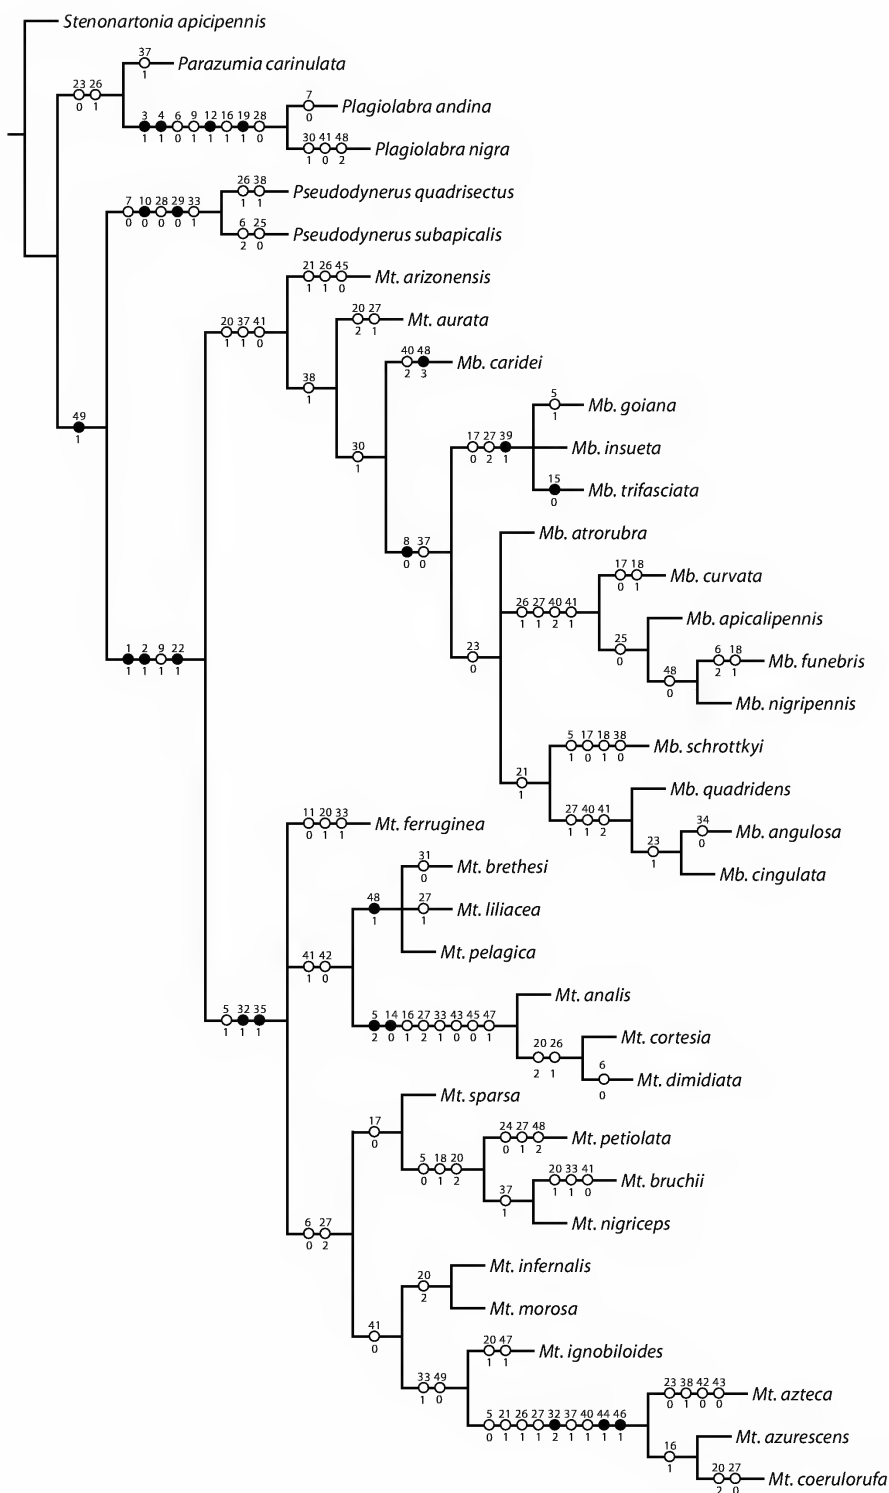 Stenonartonia apicipennis
37
1
Parazumia carinulata
23 26
0 1
7
0
Plagiolabra andina
3 4 6 9 12 16 19 28
1 1 0 1 1 1 1 0
30 41 48
1 0 2
Plagiolabra nigra
26 38
1 1
Pseudodynerus quadrisectus
7 10 28 29 33
0 0 0 0 1
6 25
2 0
Pseudodynerus subapicalis
21 26 45
1 1 0
Mt. arizonensis
20 37 41
1 1 0
20 27
2 1
Mt. aurata
40 48
2 3
Mb. caridei
38
1
5
1
Mb. goiana
49
1
17 27 39
0 2 1
Mb. insueta
30
1
15
0
Mb. trifasciata
8 37
0 0
Mb. atrorubra
17 18
0 1
Mb. curvata
26 27 40 41
1 1 2 1
Mb. apicalipennis
25
0
1 2 9 22
1 1 1 1
23
0
6 18
2 1
Mb. funebris
48
0
Mb. nigripennis
5 17 18 38
1 0 1 0
Mb. schrottkyi
21
1
Mb. quadridens
11 20 33
0 1 1
Mt. ferruginea
27 40 41
1 1 2
34
0
Mb. angulosa
23
1
31
0
Mt. brethesi
Mb. cingulata
48
1
27
1
Mt. liliacea
Mt. pelagica
41 42
1 0
Mt. analis
5 32 35
1 1 1
5 14 16 27 33 43 45 47
2 0 1 2 1 0 0 1
Mt. cortesia
20 26
2 1
6
0
Mt. dimidiata
Mt. sparsa
17
0
24 27 48
0 1 2
Mt. petiolata
5 18 20
0 1 2
20 33 41
1 1 0
Mt. bruchii
37
1
Mt. nigriceps
6 27
0 2
Mt. infernalis
20
2
Mt. morosa
41
0
20 47
1 1
Mt. ignobiloides
33 49
1 0
23 38 42 43
0 1 0 0
Mt. azteca
5 21 26 27 32 37 40 44 46
0 1 1 1 2 1 1 1 1
Mt. azurescens
16
1
20 27
2 0
Mt. coerulorufa